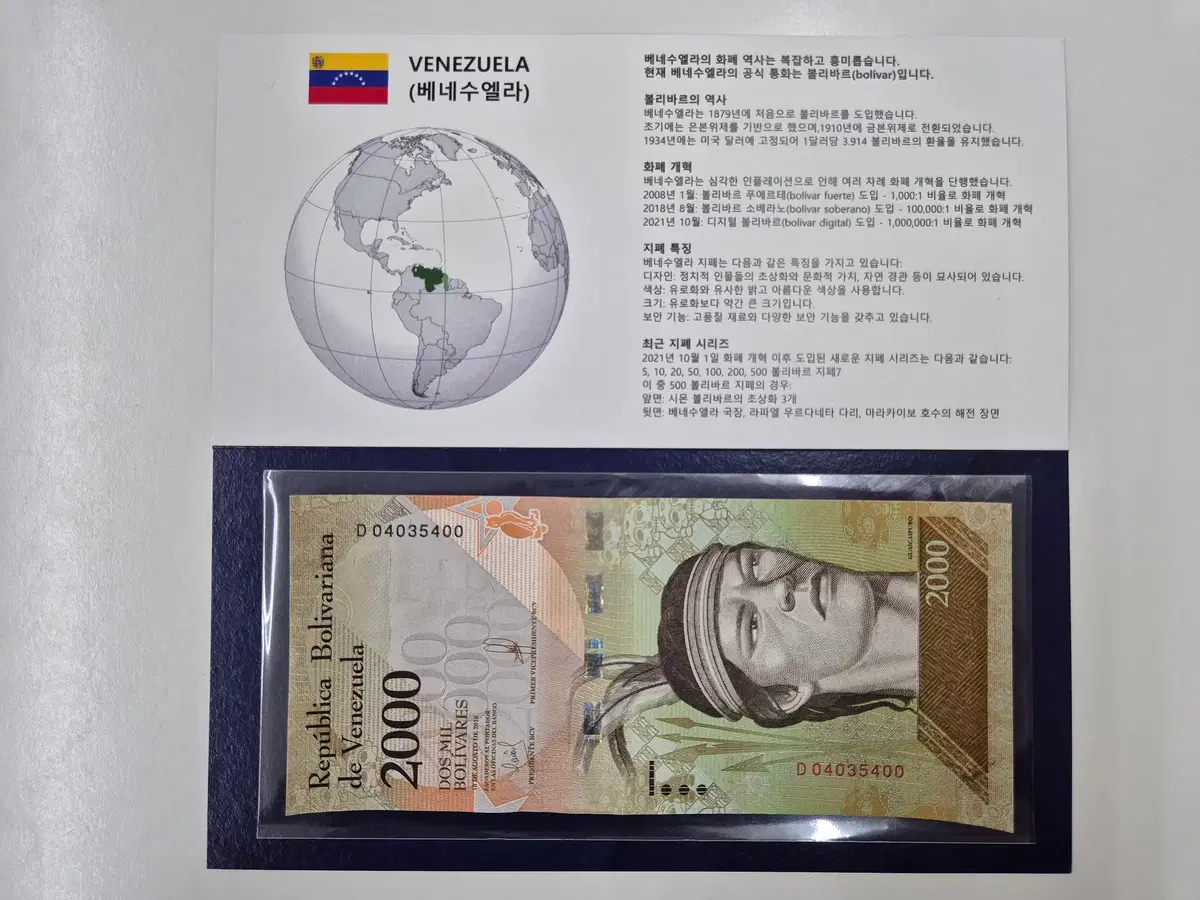 VENEZUELA
(베네수엘라)
베네수엘라의 화폐 역사는 복잡하고 흥미롭습니다.
현재 베네수엘라의 공식 통화는 볼리바르(bolívar)입니다.
볼리바르의 역사
베네수엘라는 1879년에 처음으로 볼리바르를 도입했습니다.
초기에는 은본위제를 기반으로 했으며,1910년에 금본위제로 전환되었습니다.
1934년에는 미국 달러에 고정되어 1달러당 3.914 볼리바르의 환율을 유지했습니다.
화폐 개혁
베네수엘라는 심각한 인플레이션으로 인해 여러 차례 화폐 개혁을 단행했습니다.
2008년 1월: 볼리바르 푸에르테(bolívar fuerte) 도입 - 1,000:1 비율로 화폐 개혁
2018년 8월: 볼리바르 소베라노(bolívar soberano) 도입 - 100,000:1 비율로 화폐 개혁
2021년 10월: 디지털 볼리바르(bolívar digital) 도입 - 1,000,000:1 비율로 화폐 개혁
지폐 특징
베네수엘라 지폐는 다음과 같은 특징을 가지고 있습니다:
디자인: 정치적 인물들의 초상화와 문화적 가치, 자연 경관 등이 묘사되어 있습니다.
색상: 유로화와 유사한 밝고 아름다운 색상을 사용합니다.
크기: 유로화보다 약간 큰 크기입니다.
보안 기능: 고품질 재료와 다양한 보안 기능을 갖추고 있습니다.
최근 지폐 시리즈
2021년 10월 1일 화폐 개혁 이후 도입된 새로운 지폐 시리즈는 다음과 같습니다:
5, 10, 20, 50, 100, 200, 500 볼리바르 지폐7
이 중 500 볼리바르 지폐의 경우:
앞면: 시몬 볼리바르의 초상화 3개
뒷면: 베네수엘라 국장, 라파엘 우르다네타 다리, 마라카이보 호수의 해전 장면
D 04035400
República Bolivariana
de Venezuela
2000
DOS MIL
BOLÍVARES
18 DE AGOSTO DE 2016
PAGADEROS AL PORTADOR
EN LAS OFICINAS DEL BANCO
PRESIDENTE BCV
PRIMER VICEPRESIDENTE BCV
2000
GUAICAIPURO
D 04035400